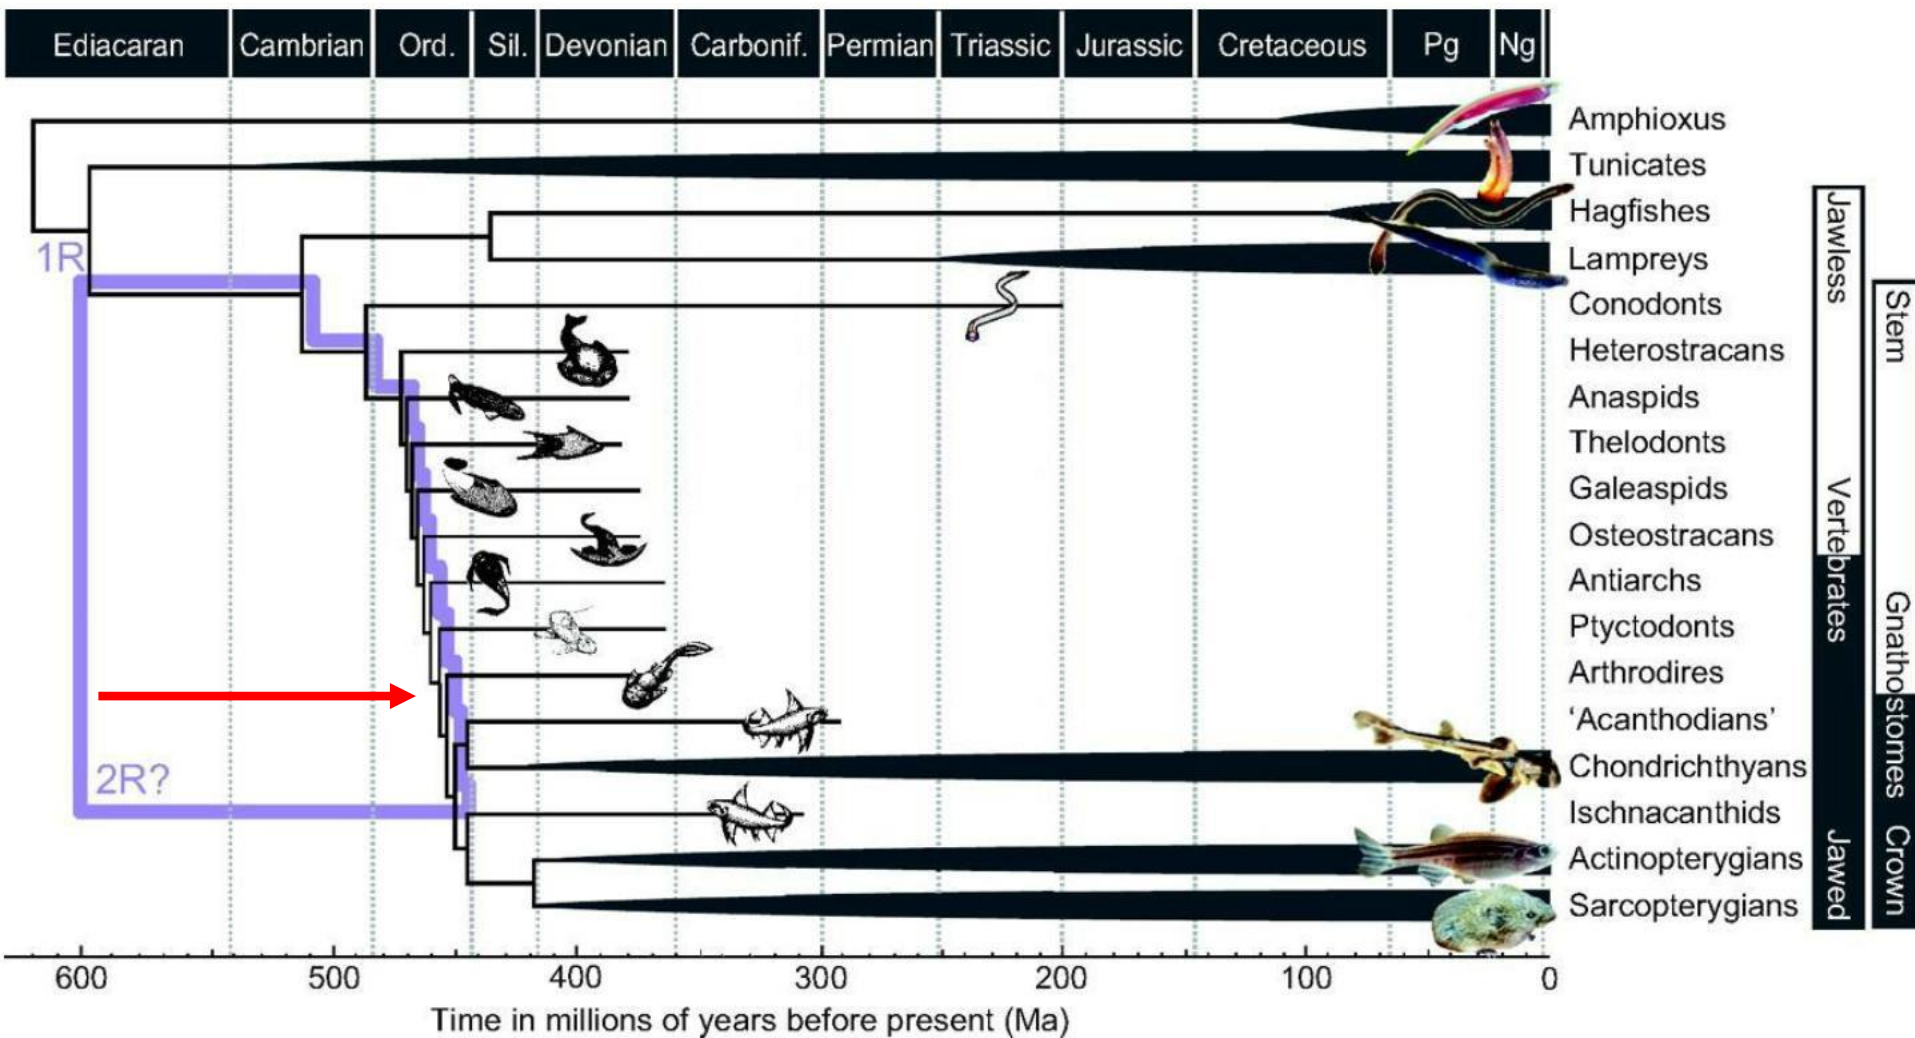 Ediacaran Cambrian Ord. Sil. Devonian Carbonif. Permian Triassic Jurassic Cretaceous Pg Ng
Amphioxus
Tunicates
Hagfishes
Lampreys
Conodonts
Heterostracans
Anaspids
Thelodonts
Galeaspids
Osteostracans
Antiarchs
Ptyctodonts
Arthrodires
‘Acanthodians’
Chondrichthyans
Ischnacanthids
Actinopterygians
Sarcopterygians
1R
2R?
Jawless
Vertebrates
Jawed
Stem
Gnathostomes
Crown
600 500 400 300 200 100 0
Time in millions of years before present (Ma)